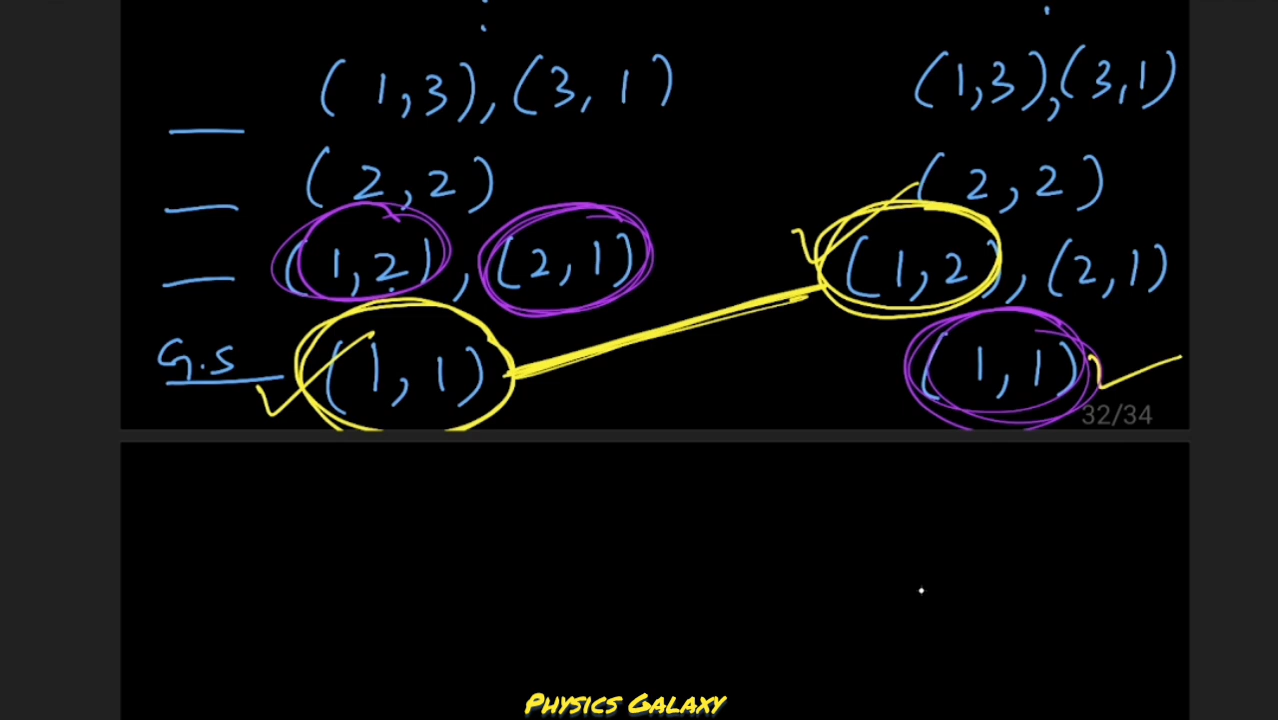 (1,3),(3,1) (1,3),(3,1)
(2,2) (2,2)
(1,2),(2,1) (1,2),(2,1)
G.S (1,1) (1,1)
32/34
PHYSICS GALAXY